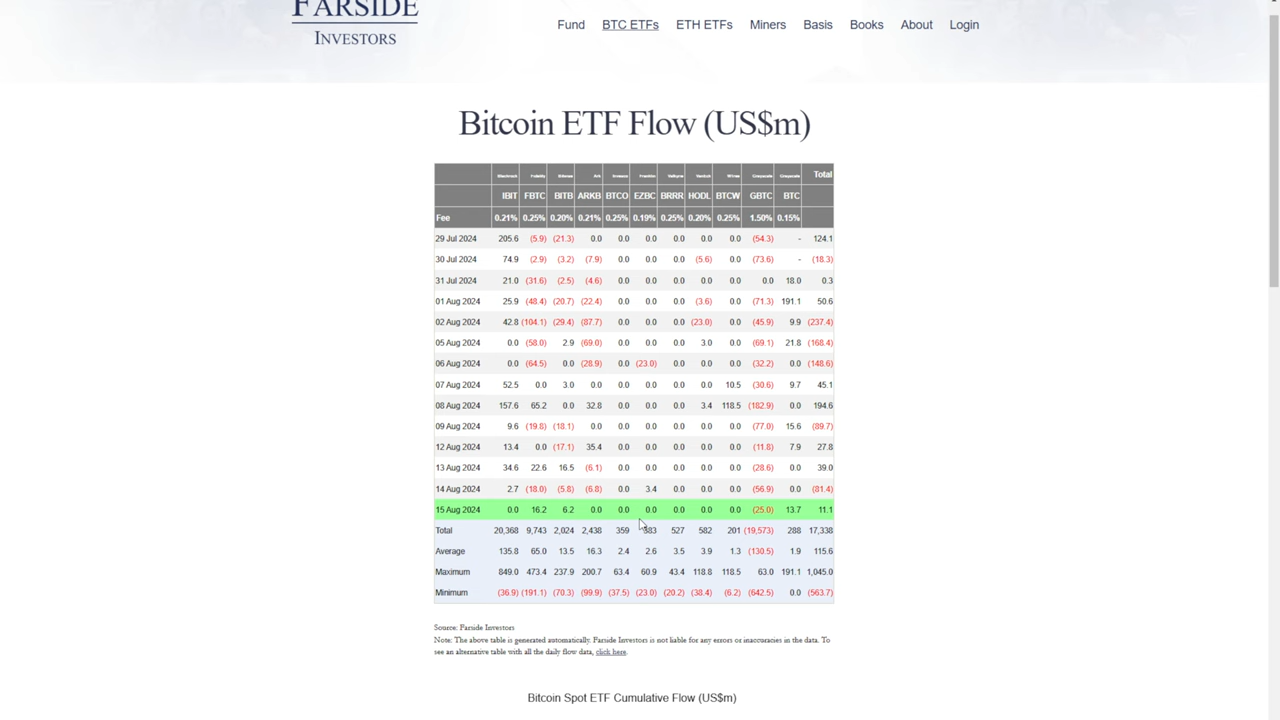 FARSIDE
INVESTORS
Fund BTC ETFs ETH ETFs Miners Basis Books About Login
Bitcoin ETF Flow (US$m)
Blackrock Fidelity Bitwise Ark Invesco Franklin Valkyrie Vaneck Wtree Grayscale Grayscale Total
IBIT FBTC BITB ARKB BTCO EZBC BRRR HODL BTCW GBTC BTC
Fee 0.21% 0.25% 0.20% 0.21% 0.25% 0.19% 0.25% 0.20% 0.25% 1.50% 0.15%
29 Jul 2024 205.6 (5.9) (21.3) 0.0 0.0 0.0 0.0 0.0 0.0 (54.3) - 124.1
30 Jul 2024 74.9 (2.9) (3.2) (7.9) 0.0 0.0 0.0 (5.6) 0.0 (73.6) - (18.3)
31 Jul 2024 21.0 (31.6) (2.5) (4.6) 0.0 0.0 0.0 0.0 0.0 0.0 18.0 0.3
01 Aug 2024 25.9 (48.4) (20.7) (22.4) 0.0 0.0 0.0 (3.6) 0.0 (71.3) 191.1 50.6
02 Aug 2024 42.8 (104.1) (29.4) (87.7) 0.0 0.0 0.0 (23.0) 0.0 (45.9) 9.9 (237.4)
05 Aug 2024 0.0 (58.0) 2.9 (69.0) 0.0 0.0 0.0 3.0 0.0 (69.1) 21.8 (168.4)
06 Aug 2024 0.0 (64.5) 0.0 (28.9) 0.0 (23.0) 0.0 0.0 0.0 (32.2) 0.0 (148.6)
07 Aug 2024 52.5 0.0 3.0 0.0 0.0 0.0 0.0 0.0 10.5 (30.6) 9.7 45.1
08 Aug 2024 157.6 65.2 0.0 32.8 0.0 0.0 0.0 3.4 118.5 (182.9) 0.0 194.6
09 Aug 2024 9.6 (19.8) (18.1) 0.0 0.0 0.0 0.0 0.0 0.0 (77.0) 15.6 (89.7)
12 Aug 2024 13.4 0.0 (17.1) 35.4 0.0 0.0 0.0 0.0 0.0 (11.8) 7.9 27.8
13 Aug 2024 34.6 22.6 16.5 (6.1) 0.0 0.0 0.0 0.0 0.0 (28.6) 0.0 39.0
14 Aug 2024 2.7 (18.0) (5.8) (6.8) 0.0 3.4 0.0 0.0 0.0 (56.9) 0.0 (81.4)
15 Aug 2024 0.0 16.2 6.2 0.0 0.0 0.0 0.0 0.0 0.0 (25.0) 13.7 11.1
Total 20,368 9,743 2,024 2,438 359 383 527 582 201 (19,573) 288 17,338
Average 135.8 65.0 13.5 16.3 2.4 2.6 3.5 3.9 1.3 (130.5) 1.9 115.6
Maximum 849.0 473.4 237.9 200.7 63.4 60.9 43.4 118.8 118.5 63.0 191.1 1,045.0
Minimum (36.9) (191.1) (70.3) (99.9) (37.5) (23.0) (20.2) (38.4) (6.2) (642.5) 0.0 (563.7)
Source: Farside Investors
Note: The above table is generated automatically. Farside Investors is not liable for any errors or inaccuracies in the data. To
see an alternative table with all the daily flow data, click here.
Bitcoin Spot ETF Cumulative Flow (US$m)